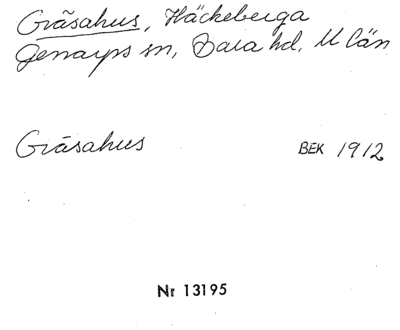 Gräsahus, Häckeberga
Genarps sn, Bara hd, M län
Gräsahus BEK 1912
Nr 13195